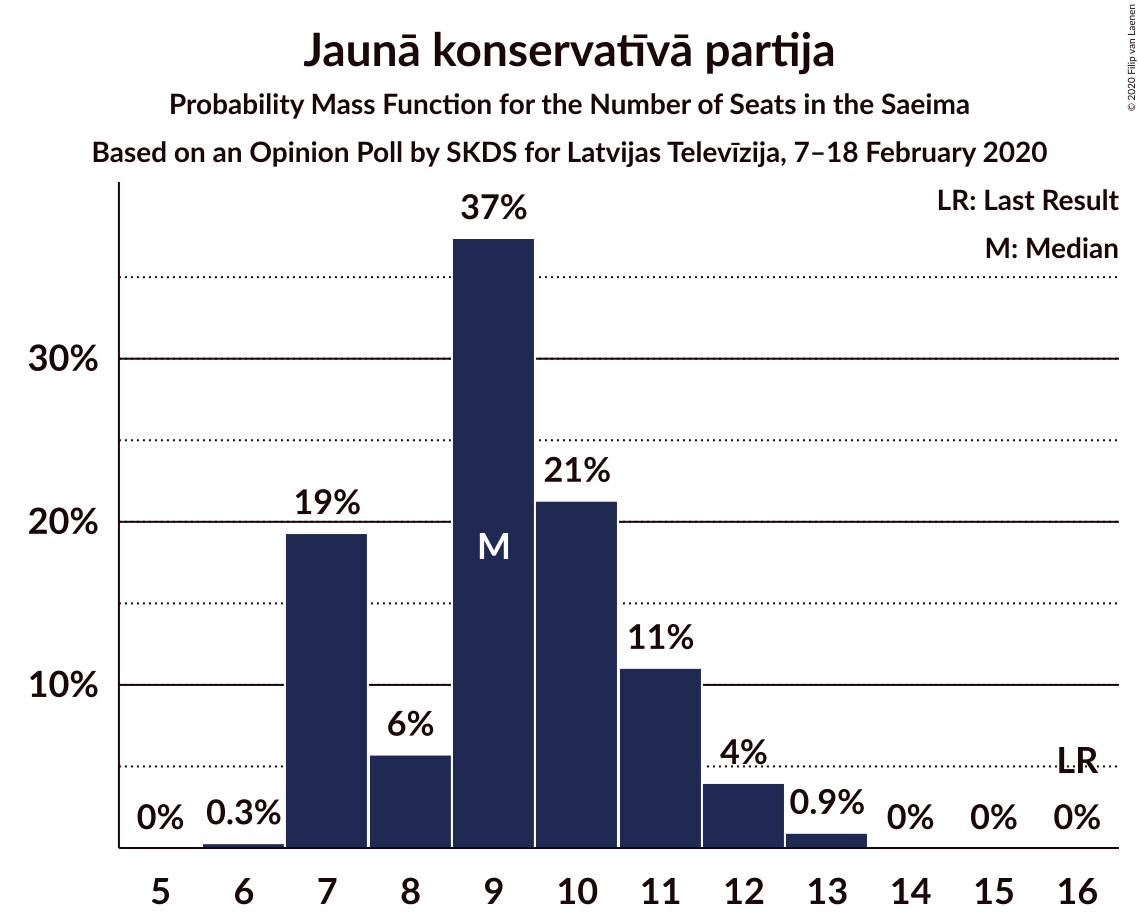 Jaunā konservatīvā partija
Probability Mass Function for the Number of Seats in the Saeima
Based on an Opinion Poll by SKDS for Latvijas Televīzija, 7–18 February 2020
© 2020 Filip van Laenen
LR: Last Result
M: Median
37%
30%
21%
19%
20%
M
11%
10%
6%
4%
LR
0%
0.3%
0.9%
0%
0%
0%
5 6 7 8 9 10 11 12 13 14 15 16